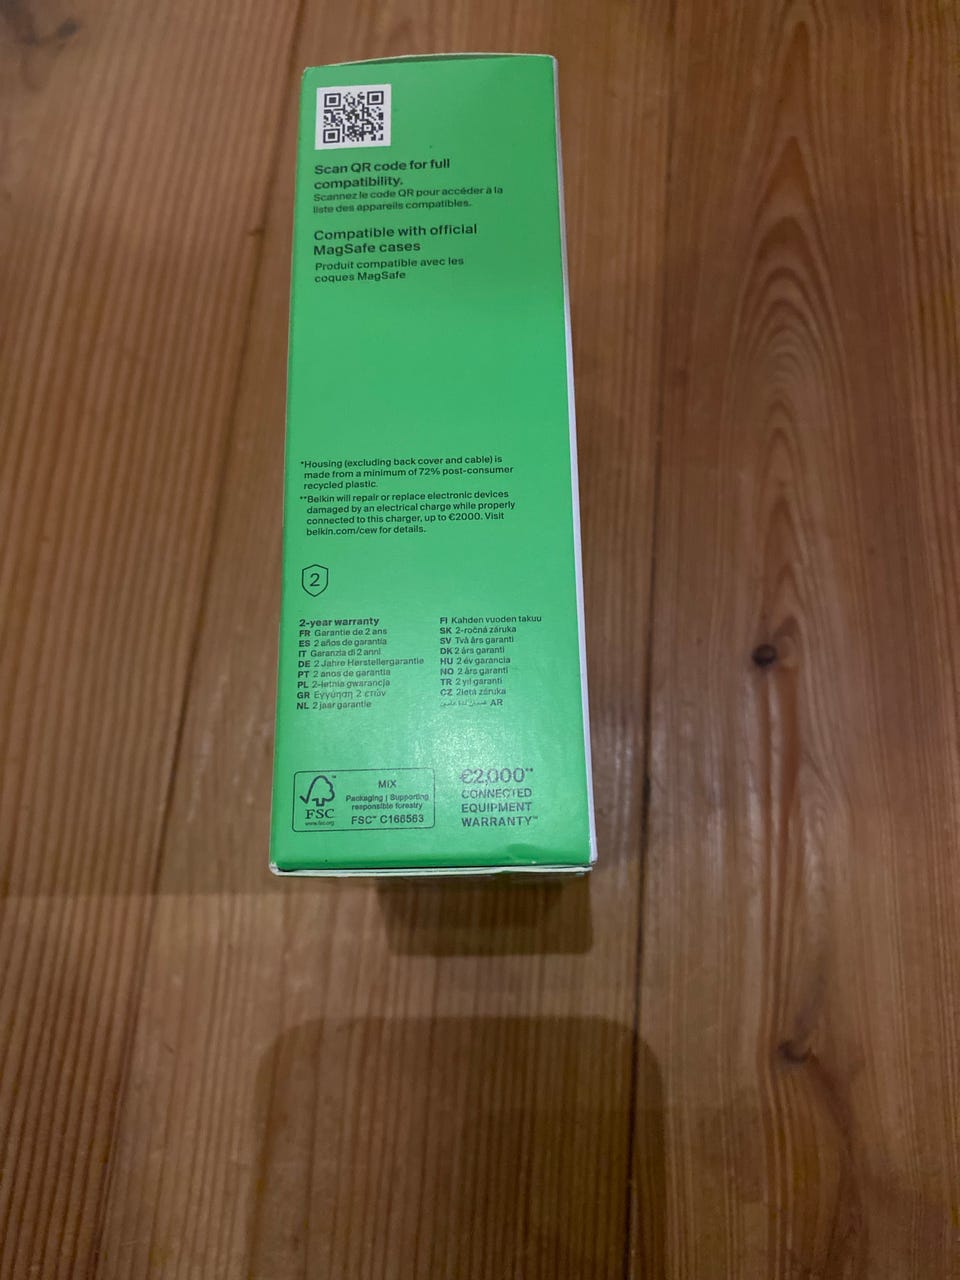 Scan QR code for full
compatibility.
Scannez le code QR pour accéder à la
liste des appareils compatibles.
Compatible with official
MagSafe cases
Produit compatible avec les
coques MagSafe
*Housing (excluding back cover and cable) is
made from a minimum of 72% post-consumer
recycled plastic.
**Belkin will repair or replace electronic devices
damaged by an electrical charge while properly
connected to this charger, up to €2000. Visit
belkin.com/cew for details.
2
2-year warranty
FR Garantie de 2 ans
ES 2 años de garantía
IT Garanzia di 2 anni
DE 2 Jahre Herstellergarantie
PT 2 anos de garantia
PL 2-letnia gwarancja
GR Εγγύηση 2 ετών
NL 2 jaar garantie
FI Kahden vuoden takuu
SK 2-ročná záruka
SV Två års garanti
DK 2 års garanti
HU 2 év garancia
NO 2 års garanti
TR 2 yıl garanti
CZ 2letá záruka
AR
FSC™
www.fsc.org
MIX
Packaging | Supporting
responsible forestry
FSC™ C166563
€2,000**
CONNECTED
EQUIPMENT
WARRANTY™